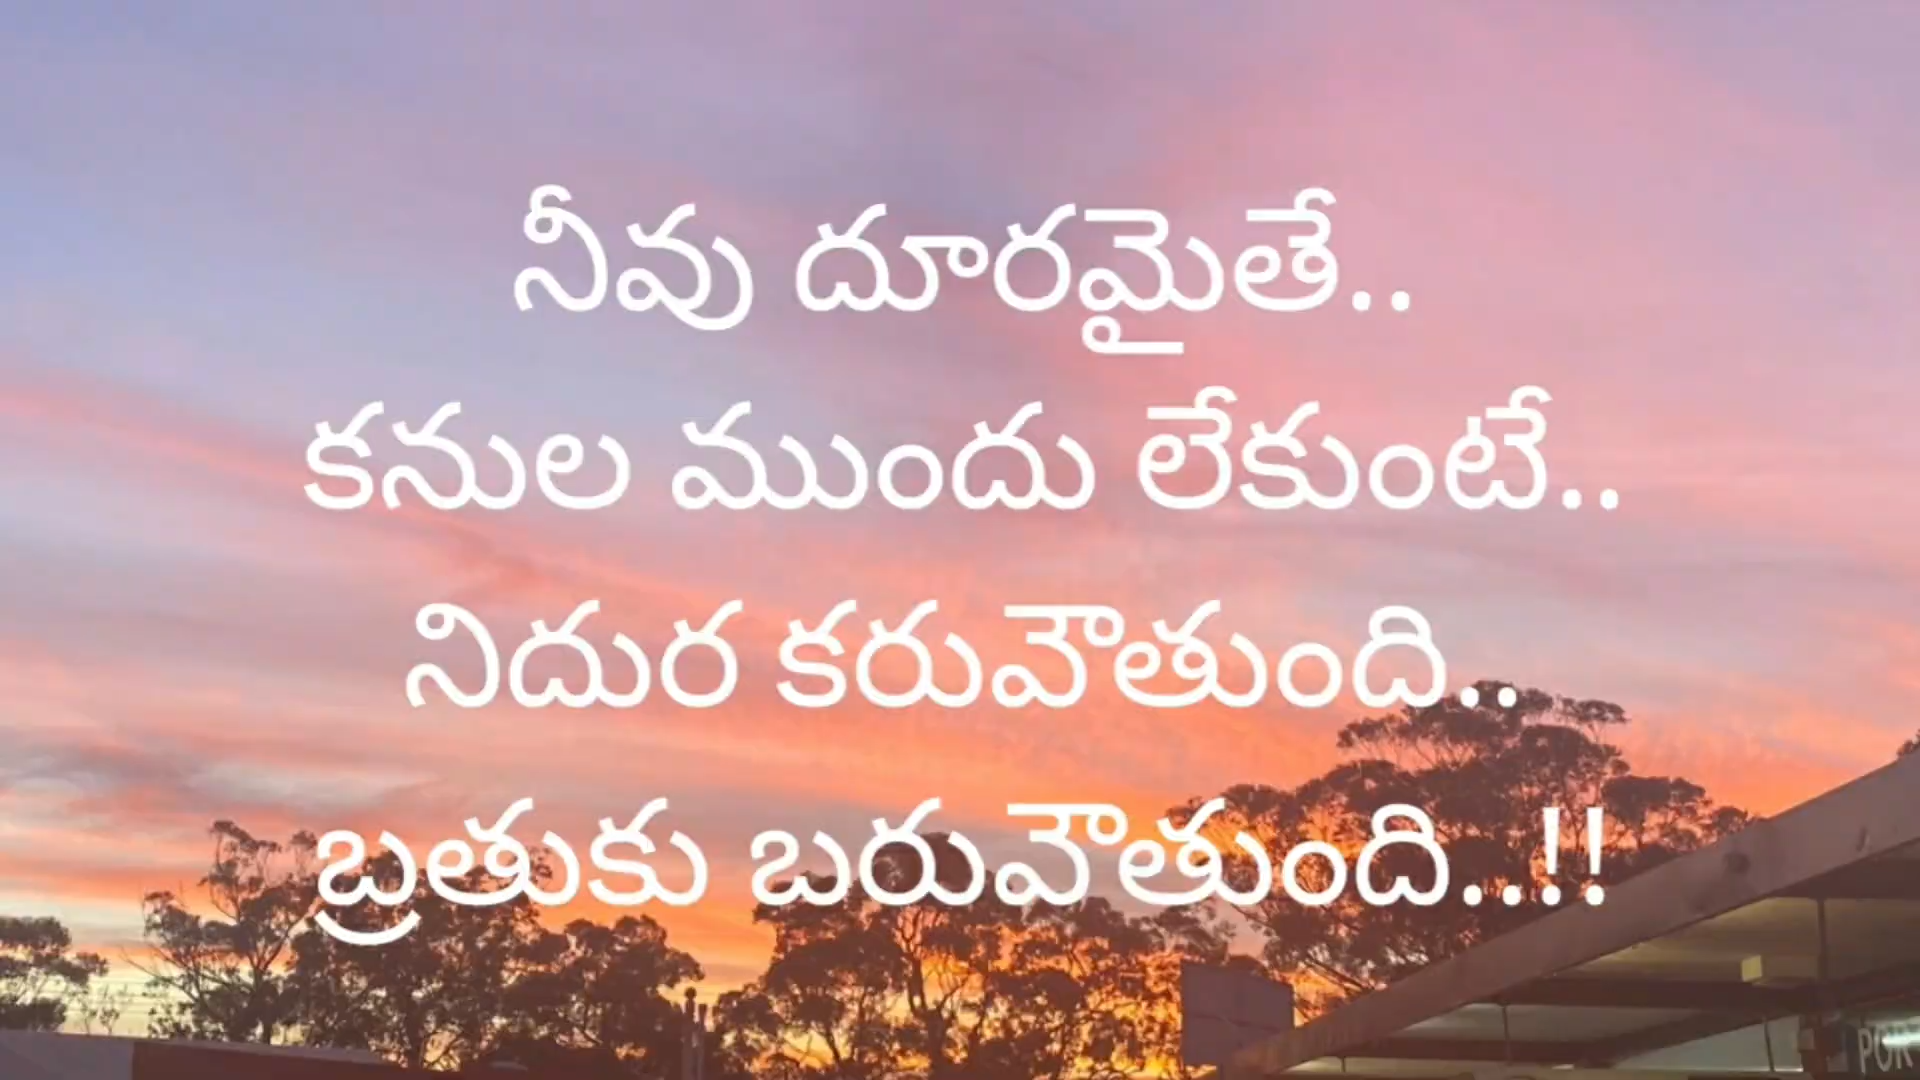 నీవు దూరమైతే..
కనుల ముందు లేకుంటే..
నిదుర కరువౌతుంది..
బ్రతుకు బరువౌతుంది..!!